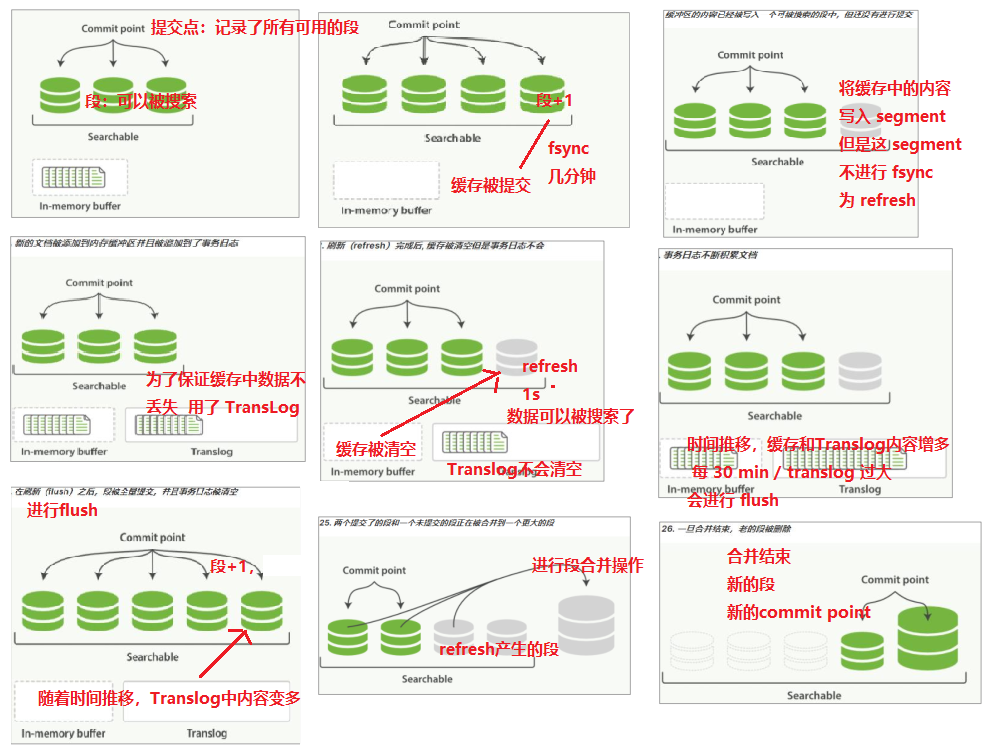 Commit point 提交点：记录了所有可用的段
段：可以被搜索
Searchable
In-memory buffer
Commit point
段+1
Searchable
fsync
几分钟
缓存被提交
In-memory buffer
缓冲区的内容已经被写入一个可被搜索的段中，但还没有进行提交
Commit point
将缓存中的内容
写入 segment
但是这 segment
不进行 fsync
为 refresh
Searchable
In-memory buffer
新的文档被添加到内存缓冲区并且被追加到了事务日志
Commit point
Searchable
为了保证缓存中数据不
丢失 用了 TransLog
In-memory buffer
Translog
. 刷新（refresh）完成后, 缓存被清空但是事务日志不会
Commit point
refresh
1s
Searchable
数据可以被搜索了
缓存被清空
In-memory buffer
Translog不会清空
. 事务日志不断积累文档
Commit point
Searchable
时间推移，缓存和Translog内容增多
每 30 min / translog 过大
In-memory buffer
Translog
会进行 flush
在刷新（flush）之后，段被全量提交，并且事务日志被清空
进行flush
Commit point
段+1，
Searchable
随着时间推移，Translog中内容变多
In-memory buffer
Translog
25. 两个提交了的段和一个未提交的段正在被合并到一个更大的段
Commit point
进行段合并操作
refresh产生的段
Searchable
26. 一旦合并结束，老的段被删除
合并结束
新的段
新的commit point
Commit point
Searchable